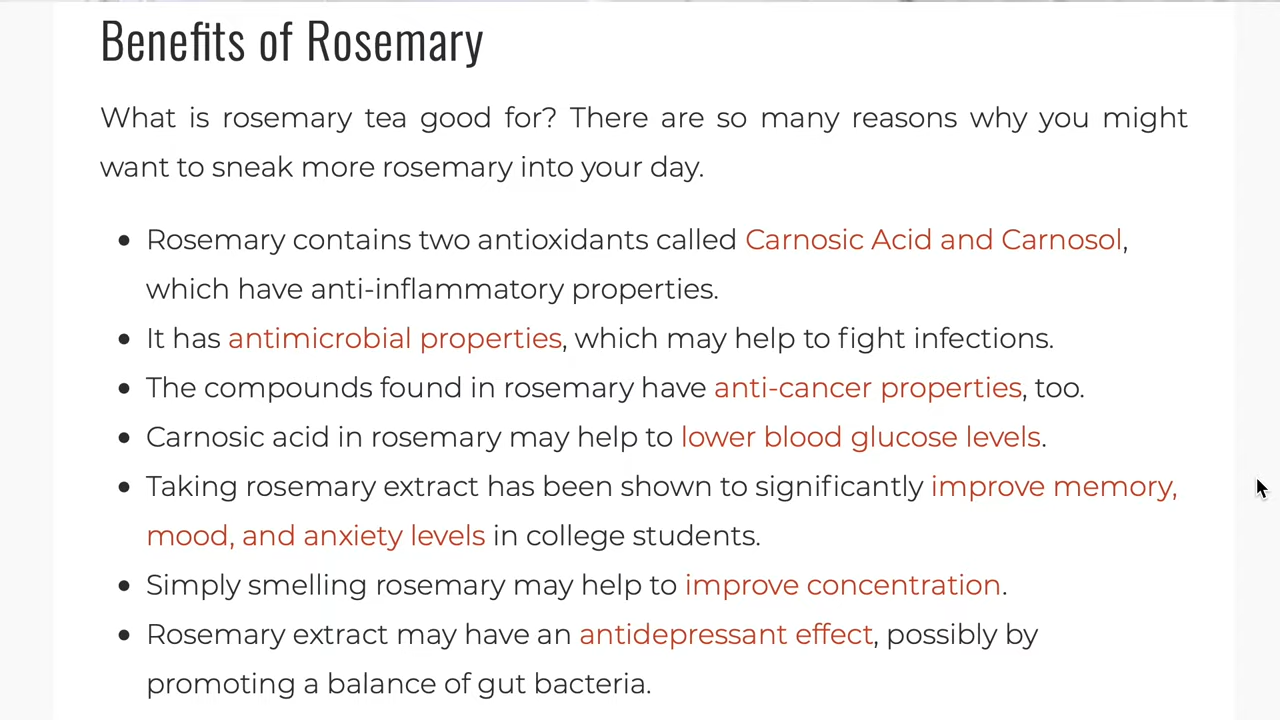 Benefits of Rosemary
What is rosemary tea good for? There are so many reasons why you might
want to sneak more rosemary into your day.
• Rosemary contains two antioxidants called Carnosic Acid and Carnosol,
which have anti-inflammatory properties.
• It has antimicrobial properties, which may help to fight infections.
• The compounds found in rosemary have anti-cancer properties, too.
• Carnosic acid in rosemary may help to lower blood glucose levels.
• Taking rosemary extract has been shown to significantly improve memory,
mood, and anxiety levels in college students.
• Simply smelling rosemary may help to improve concentration.
• Rosemary extract may have an antidepressant effect, possibly by
promoting a balance of gut bacteria.